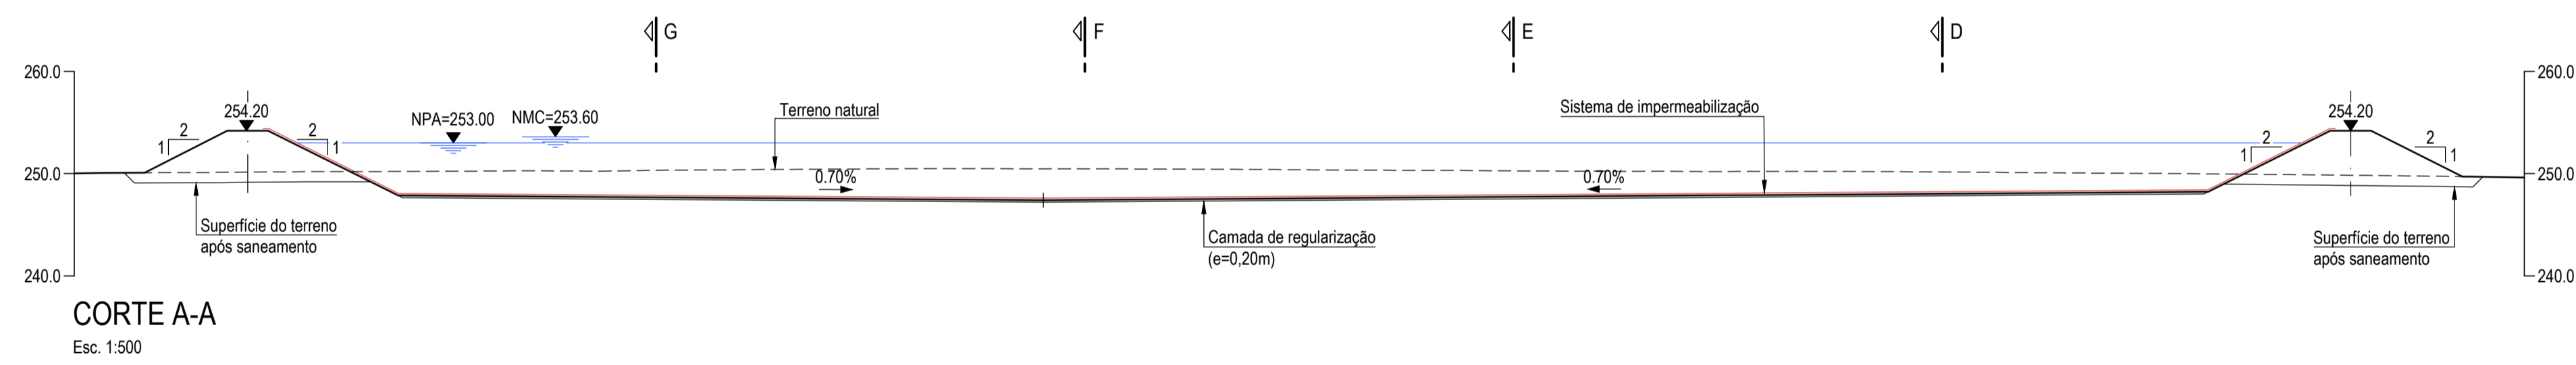 G
F
E
D
260.0
260.0
254.20
NPA=253.00
NMC=253.60
Terreno natural
Sistema de impermeabilização
254.20
2
1
2
1
2
1
2
1
250.0
250.0
0.70%
0.70%
Superfície do terreno
após saneamento
Camada de regularização
(e=0,20m)
Superfície do terreno
após saneamento
240.0
240.0
CORTE A-A
Esc. 1:500